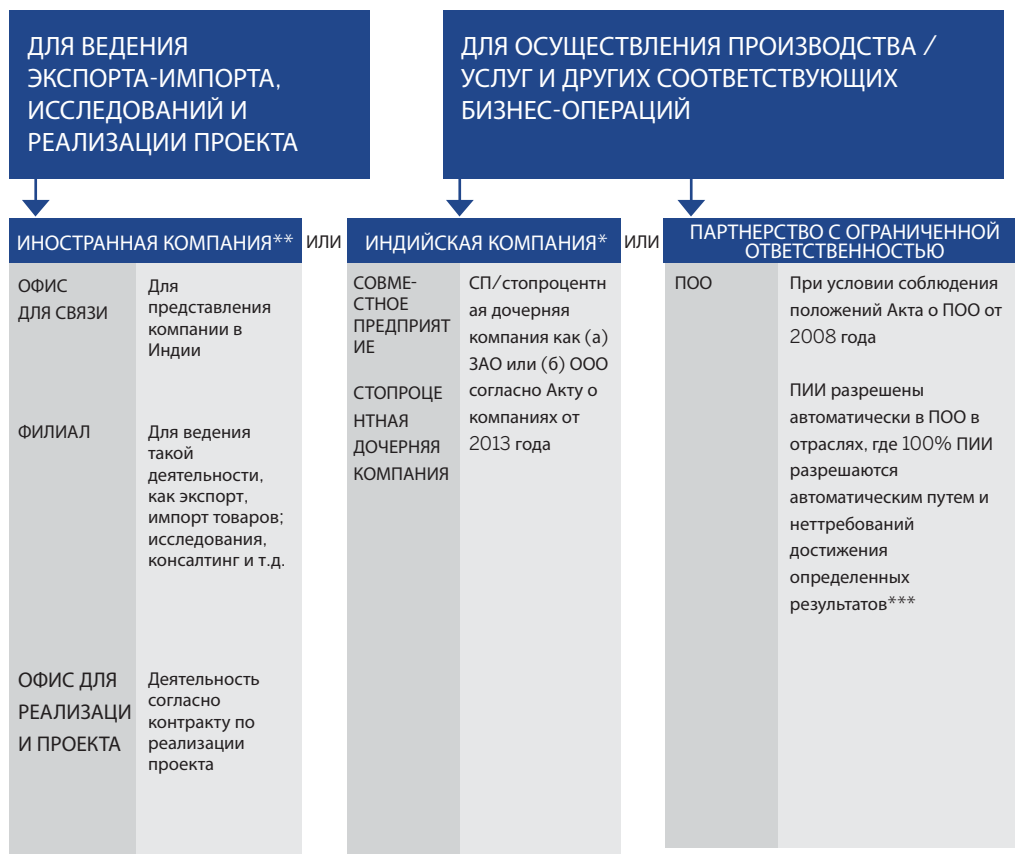 ДЛЯ ВЕДЕНИЯ
ЭКСПОРТА-ИМПОРТА,
ИССЛЕДОВАНИЙ И
РЕАЛИЗАЦИИ ПРОЕКТА
ДЛЯ ОСУЩЕСТВЛЕНИЯ ПРОИЗВОДСТВА /
УСЛУГ И ДРУГИХ СООТВЕТСТВУЮЩИХ
БИЗНЕС-ОПЕРАЦИЙ
ИНОСТРАННАЯ КОМПАНИЯ**
ИЛИ
ИНДИЙСКАЯ КОМПАНИЯ*
ИЛИ
ПАРТНЕРСТВО С ОГРАНИЧЕННОЙ
ОТВЕТСТВЕННОСТЬЮ
ОФИС
ДЛЯ СВЯЗИ
Для
представления
компании в
Индии
ФИЛИАЛ
Для ведения
такой
деятельности,
как экспорт,
импорт товаров;
исследования,
консалтинг и т.д.
ОФИС ДЛЯ
РЕАЛИЗАЦИ
И ПРОЕКТА
Деятельность
согласно
контракту по
реализации
проекта
СОВМЕ-
СТНОЕ
ПРЕДПРИЯТ
ИЕ
СТОПРОЦЕ
НТНАЯ
ДОЧЕРНЯЯ
КОМПАНИЯ
СП/стопроцентн
ая дочерняя
компания как (а)
ЗАО или (б) ООО
согласно Акту о
компаниях от
2013 года
ПОО
При условии соблюдения
положений Акта о ПОО от
2008 года
ПИИ разрешены
автоматически в ПОО в
отраслях, где 100% ПИИ
разрешаются
автоматическим путем и
неттребований
достижения
определенных
результатов***